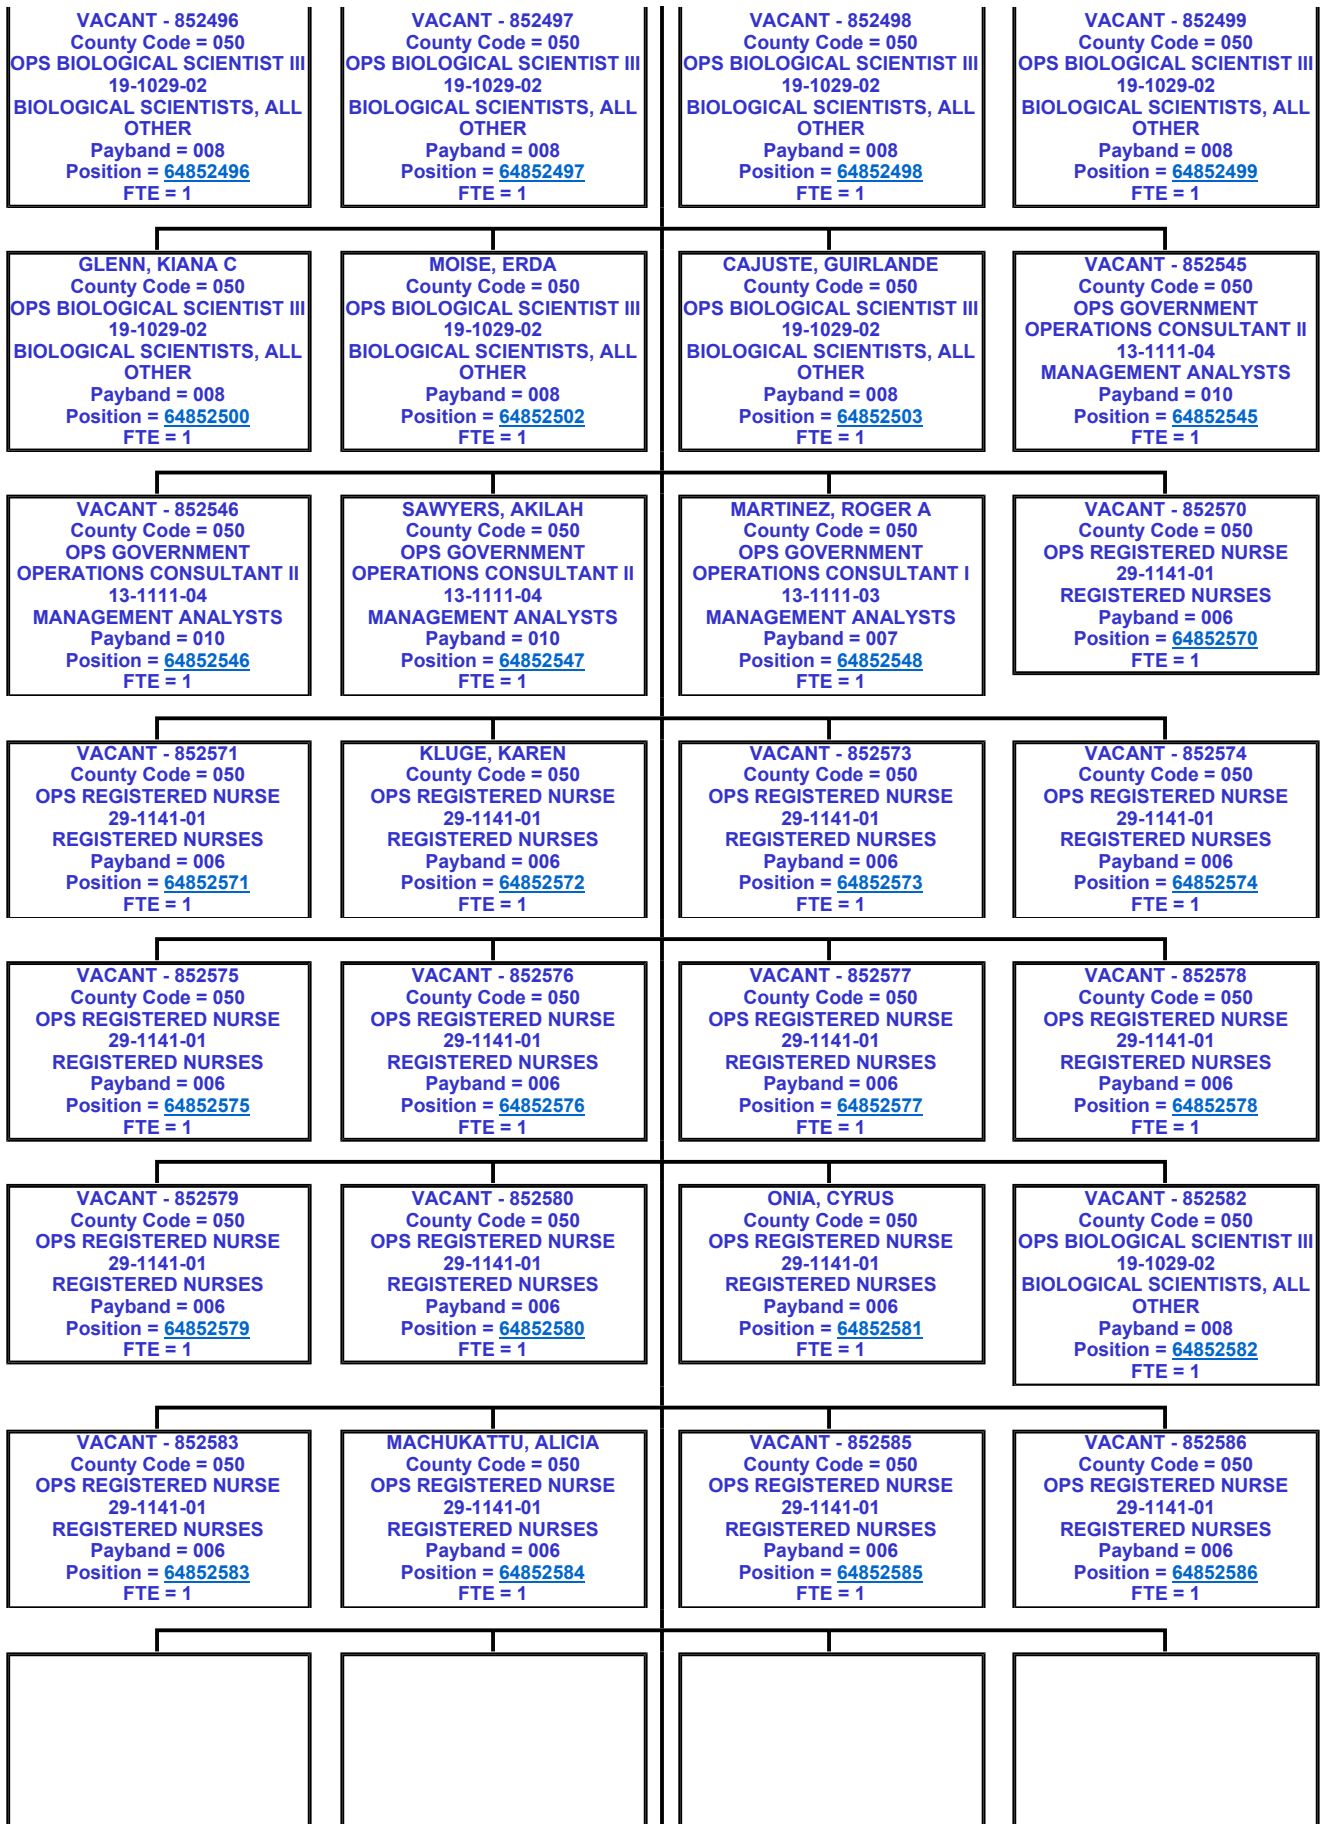 VACANT - 852496
County Code = 050
OPS BIOLOGICAL SCIENTIST III
19-1029-02
BIOLOGICAL SCIENTISTS, ALL
OTHER
Payband = 008
Position = 64852496
FTE = 1
VACANT - 852497
County Code = 050
OPS BIOLOGICAL SCIENTIST III
19-1029-02
BIOLOGICAL SCIENTISTS, ALL
OTHER
Payband = 008
Position = 64852497
FTE = 1
VACANT - 852498
County Code = 050
OPS BIOLOGICAL SCIENTIST III
19-1029-02
BIOLOGICAL SCIENTISTS, ALL
OTHER
Payband = 008
Position = 64852498
FTE = 1
VACANT - 852499
County Code = 050
OPS BIOLOGICAL SCIENTIST III
19-1029-02
BIOLOGICAL SCIENTISTS, ALL
OTHER
Payband = 008
Position = 64852499
FTE = 1
GLENN, KIANA C
County Code = 050
OPS BIOLOGICAL SCIENTIST III
19-1029-02
BIOLOGICAL SCIENTISTS, ALL
OTHER
Payband = 008
Position = 64852500
FTE = 1
MOISE, ERDA
County Code = 050
OPS BIOLOGICAL SCIENTIST III
19-1029-02
BIOLOGICAL SCIENTISTS, ALL
OTHER
Payband = 008
Position = 64852502
FTE = 1
CAJUSTE, GUIRLANDE
County Code = 050
OPS BIOLOGICAL SCIENTIST III
19-1029-02
BIOLOGICAL SCIENTISTS, ALL
OTHER
Payband = 008
Position = 64852503
FTE = 1
VACANT - 852545
County Code = 050
OPS GOVERNMENT
OPERATIONS CONSULTANT II
13-1111-04
MANAGEMENT ANALYSTS
Payband = 010
Position = 64852545
FTE = 1
VACANT - 852546
County Code = 050
OPS GOVERNMENT
OPERATIONS CONSULTANT II
13-1111-04
MANAGEMENT ANALYSTS
Payband = 010
Position = 64852546
FTE = 1
SAWYERS, AKILAH
County Code = 050
OPS GOVERNMENT
OPERATIONS CONSULTANT II
13-1111-04
MANAGEMENT ANALYSTS
Payband = 010
Position = 64852547
FTE = 1
MARTINEZ, ROGER A
County Code = 050
OPS GOVERNMENT
OPERATIONS CONSULTANT I
13-1111-03
MANAGEMENT ANALYSTS
Payband = 007
Position = 64852548
FTE = 1
VACANT - 852570
County Code = 050
OPS REGISTERED NURSE
29-1141-01
REGISTERED NURSES
Payband = 006
Position = 64852570
FTE = 1
VACANT - 852571
County Code = 050
OPS REGISTERED NURSE
29-1141-01
REGISTERED NURSES
Payband = 006
Position = 64852571
FTE = 1
KLUGE, KAREN
County Code = 050
OPS REGISTERED NURSE
29-1141-01
REGISTERED NURSES
Payband = 006
Position = 64852572
FTE = 1
VACANT - 852573
County Code = 050
OPS REGISTERED NURSE
29-1141-01
REGISTERED NURSES
Payband = 006
Position = 64852573
FTE = 1
VACANT - 852574
County Code = 050
OPS REGISTERED NURSE
29-1141-01
REGISTERED NURSES
Payband = 006
Position = 64852574
FTE = 1
VACANT - 852575
County Code = 050
OPS REGISTERED NURSE
29-1141-01
REGISTERED NURSES
Payband = 006
Position = 64852575
FTE = 1
VACANT - 852576
County Code = 050
OPS REGISTERED NURSE
29-1141-01
REGISTERED NURSES
Payband = 006
Position = 64852576
FTE = 1
VACANT - 852577
County Code = 050
OPS REGISTERED NURSE
29-1141-01
REGISTERED NURSES
Payband = 006
Position = 64852577
FTE = 1
VACANT - 852578
County Code = 050
OPS REGISTERED NURSE
29-1141-01
REGISTERED NURSES
Payband = 006
Position = 64852578
FTE = 1
VACANT - 852579
County Code = 050
OPS REGISTERED NURSE
29-1141-01
REGISTERED NURSES
Payband = 006
Position = 64852579
FTE = 1
VACANT - 852580
County Code = 050
OPS REGISTERED NURSE
29-1141-01
REGISTERED NURSES
Payband = 006
Position = 64852580
FTE = 1
ONIA, CYRUS
County Code = 050
OPS REGISTERED NURSE
29-1141-01
REGISTERED NURSES
Payband = 006
Position = 64852581
FTE = 1
VACANT - 852582
County Code = 050
OPS BIOLOGICAL SCIENTIST III
19-1029-02
BIOLOGICAL SCIENTISTS, ALL
OTHER
Payband = 008
Position = 64852582
FTE = 1
VACANT - 852583
County Code = 050
OPS REGISTERED NURSE
29-1141-01
REGISTERED NURSES
Payband = 006
Position = 64852583
FTE = 1
MACHUKATTU, ALICIA
County Code = 050
OPS REGISTERED NURSE
29-1141-01
REGISTERED NURSES
Payband = 006
Position = 64852584
FTE = 1
VACANT - 852585
County Code = 050
OPS REGISTERED NURSE
29-1141-01
REGISTERED NURSES
Payband = 006
Position = 64852585
FTE = 1
VACANT - 852586
County Code = 050
OPS REGISTERED NURSE
29-1141-01
REGISTERED NURSES
Payband = 006
Position = 64852586
FTE = 1